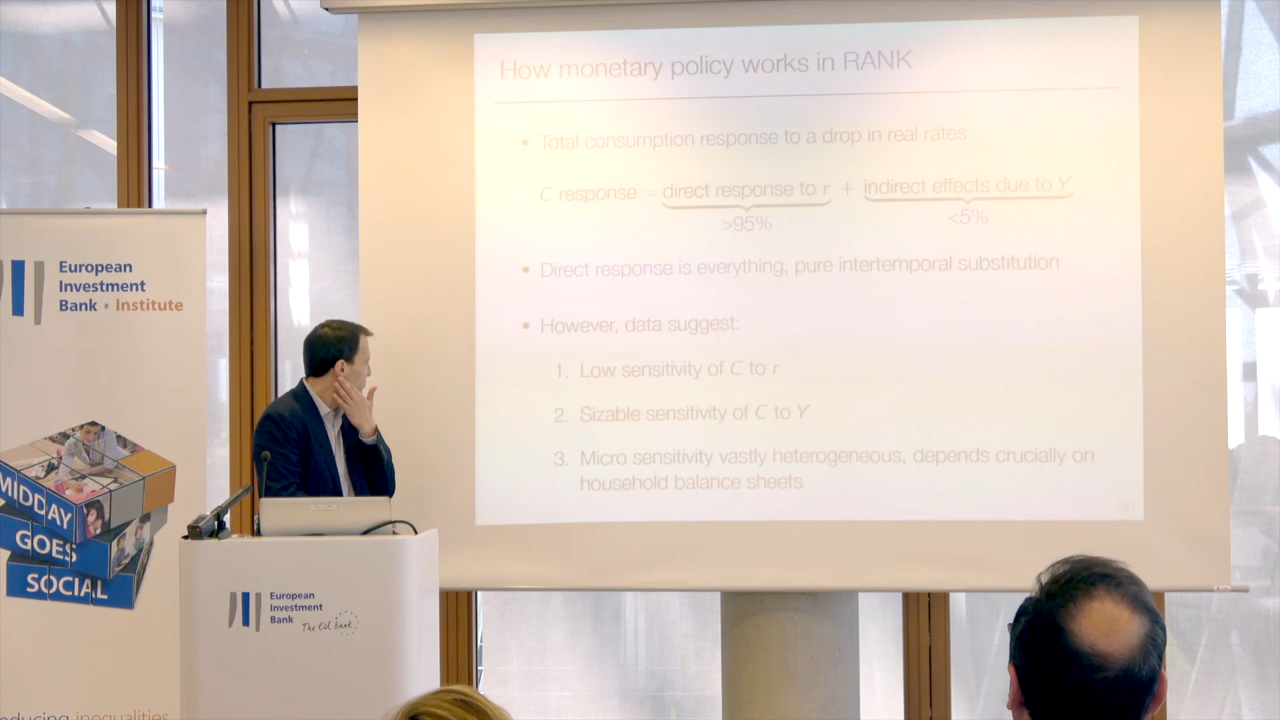 How monetary policy works in RANK
• Total consumption response to a drop in real rates
C response = direct response to r + indirect effects due to Y
>95% <5%
• Direct response is everything, pure intertemporal substitution
• However, data suggest:
1. Low sensitivity of C to r
2. Sizable sensitivity of C to Y
3. Micro sensitivity vastly heterogeneous, depends crucially on
household balance sheets
30
European
Investment
Bank • Institute
MIDDAY
GOES
SOCIAL
educing inequalities
European
Investment
Bank
The EU bank